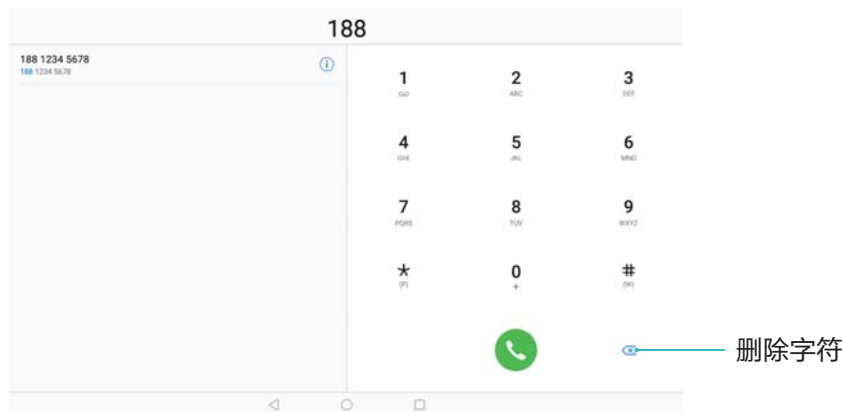 188
188 1234 5678
188 1234 5678
1
2
ABC
3
DEF
4
GHI
5
JKL
6
MNO
7
PQRS
8
TUV
9
WXYZ
*
(P)
0
+
#
(W)
删除字符